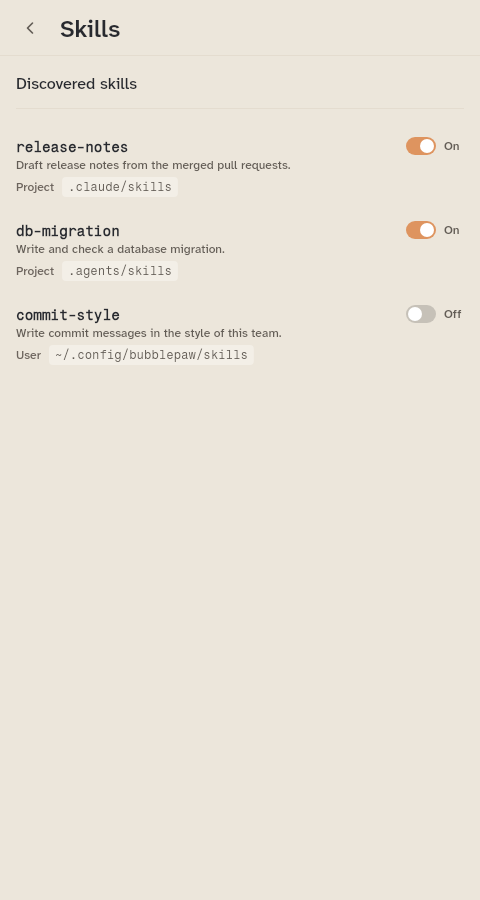 Skills
Discovered skills
release-notes
On
Draft release notes from the merged pull requests.
Project .claude/skills
db-migration
On
Write and check a database migration.
Project .agents/skills
commit-style
Off
Write commit messages in the style of this team.
User ~/.config/bubblepaw/skills